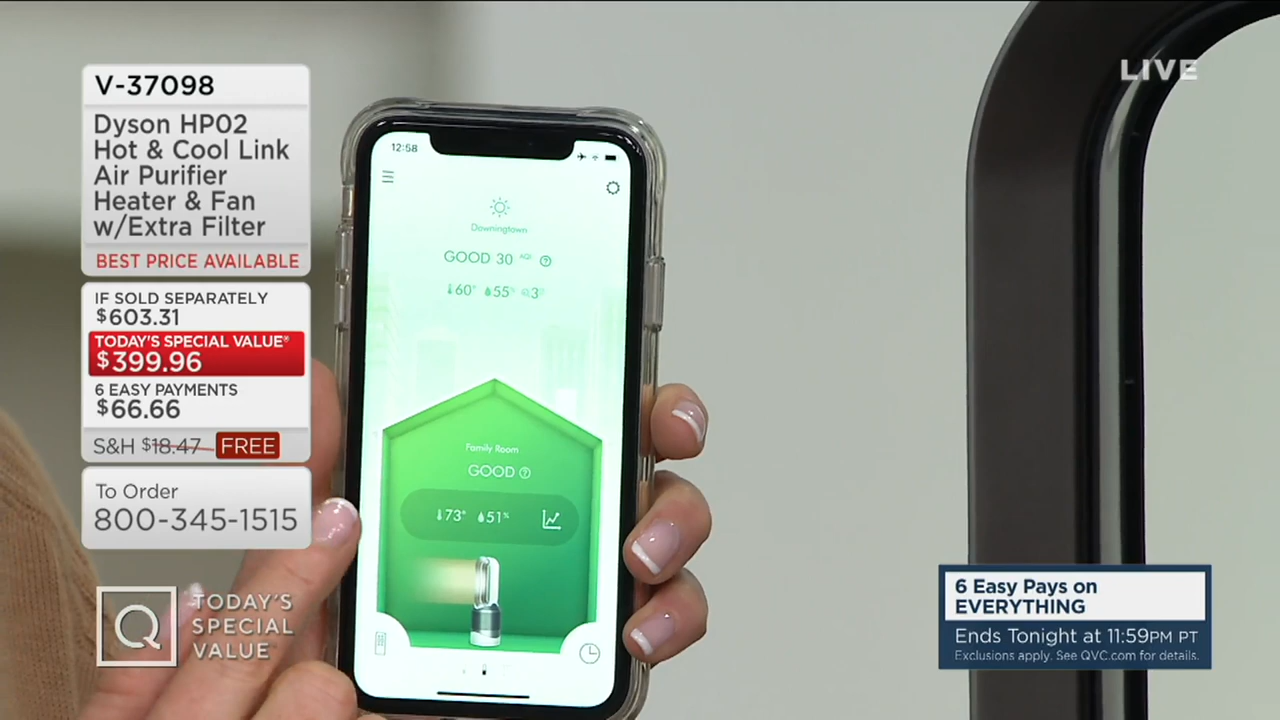 V-37098
Dyson HP02
Hot & Cool Link
Air Purifier
Heater & Fan
w/Extra Filter
BEST PRICE AVAILABLE
IF SOLD SEPARATELY
$603.31
TODAY'S SPECIAL VALUE®
$399.96
6 EASY PAYMENTS
$66.66
S&H $18.47 FREE
To Order
800-345-1515
Q TODAY'S
SPECIAL
VALUE
12:58
Downingtown
GOOD 30 AQI ?
60° 55%
Family Room
GOOD ?
73° 51%
LIVE
6 Easy Pays on
EVERYTHING
Ends Tonight at 11:59PM PT
Exclusions apply. See QVC.com for details.